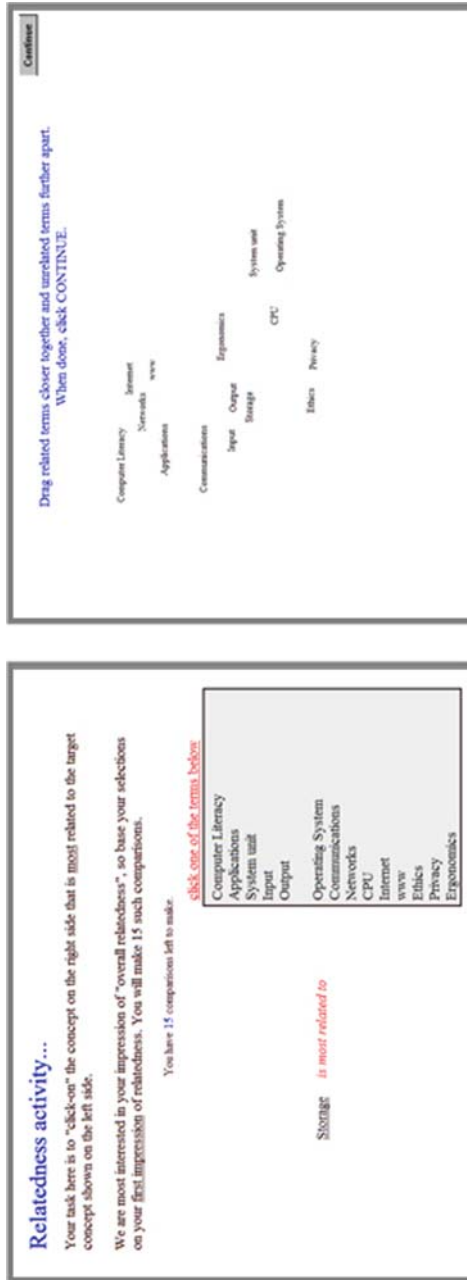 Relatedness activity...
Your task here is to "click-on" the concept on the right side that is most related to the target
concept shown on the left side.
We are most interested in your impression of "overall relatedness", so base your selections
on your first impression of relatedness. You will make 15 such comparisons.
You have 15 comparisons left to make.
click one of the terms below
Storage is most related to
Computer Literacy
Applications
System unit
Input
Output
Operating System
Communications
Networks
CPU
Internet
www
Ethics
Privacy
Ergonomics
Continue
Drag related terms closer together and unrelated terms further apart.
When done, click CONTINUE.
Computer Literacy
Internet
Networks
www
Applications
Communications
Ergonomics
Input
Output
Storage
System unit
CPU
Operating System
Ethics
Privacy